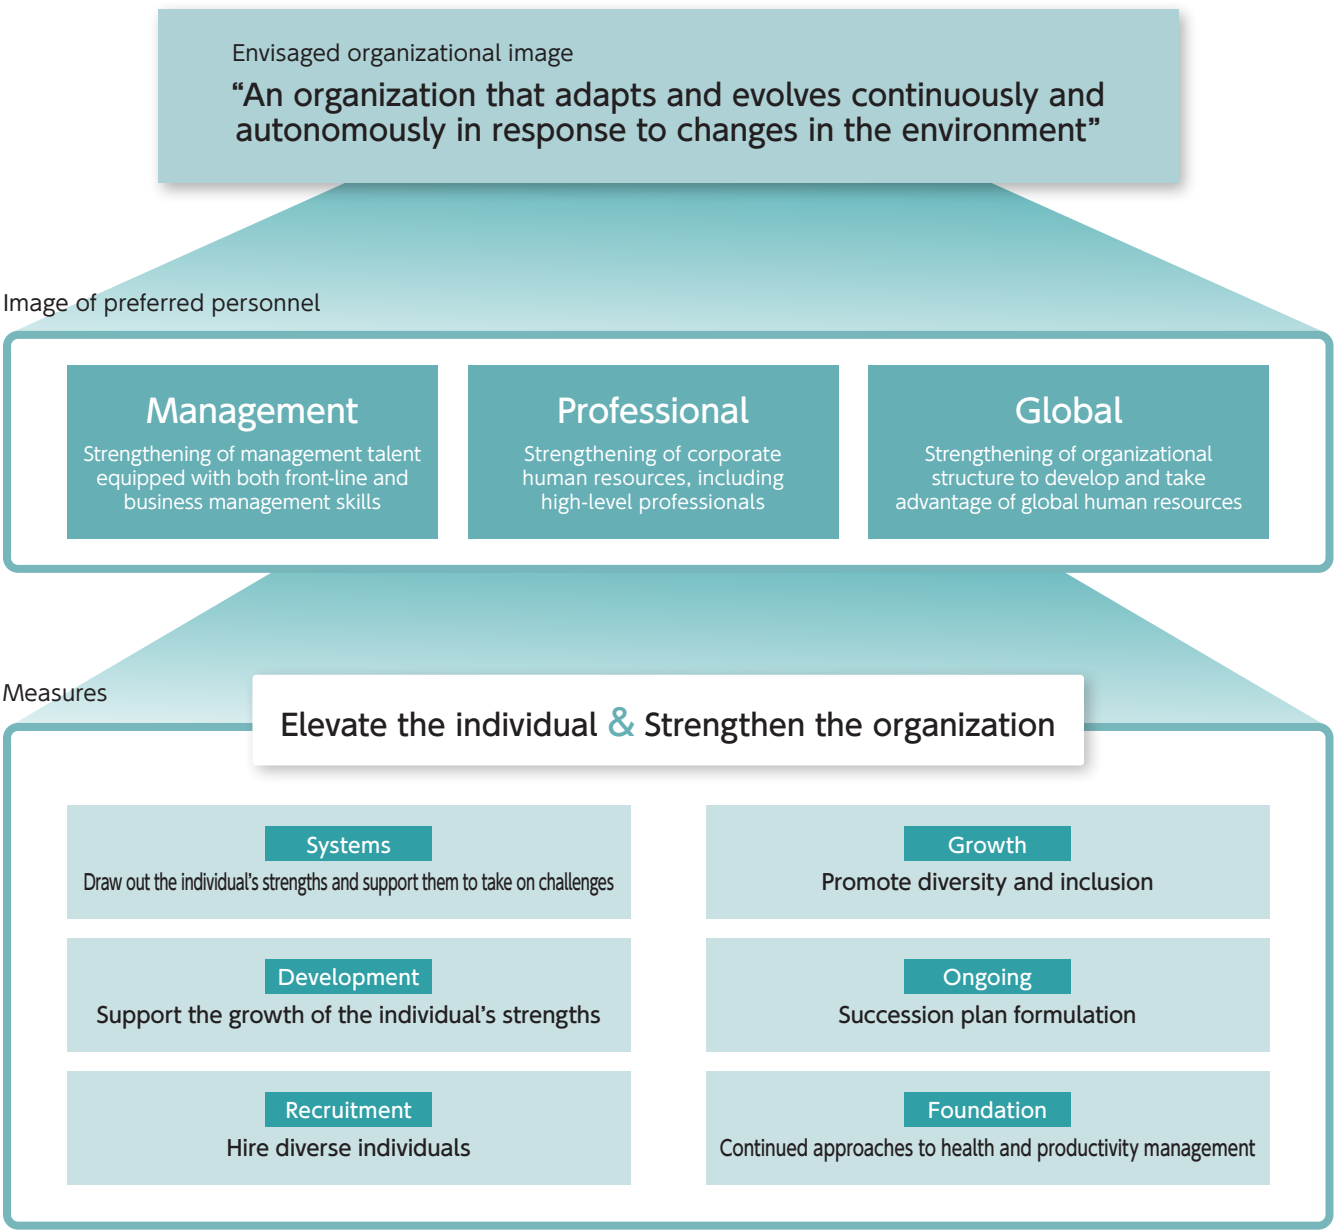 Envisaged organizational image
“An organization that adapts and evolves continuously and
autonomously in response to changes in the environment”
Image of preferred personnel
Management
Strengthening of management talent
equipped with both front-line and
business management skills
Professional
Strengthening of corporate
human resources, including
high-level professionals
Global
Strengthening of organizational
structure to develop and take
advantage of global human resources
Measures
Elevate the individual & Strengthen the organization
Systems
Draw out the individual’s strengths and support them to take on challenges
Development
Support the growth of the individual’s strengths
Recruitment
Hire diverse individuals
Growth
Promote diversity and inclusion
Ongoing
Succession plan formulation
Foundation
Continued approaches to health and productivity management